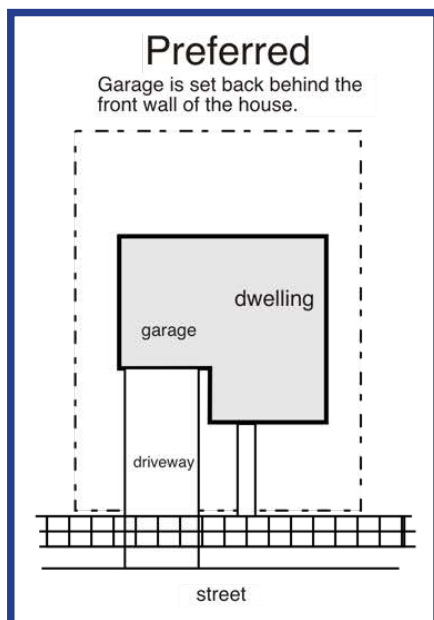 Preferred
Garage is set back behind the
front wall of the house.
dwelling
garage
driveway
street